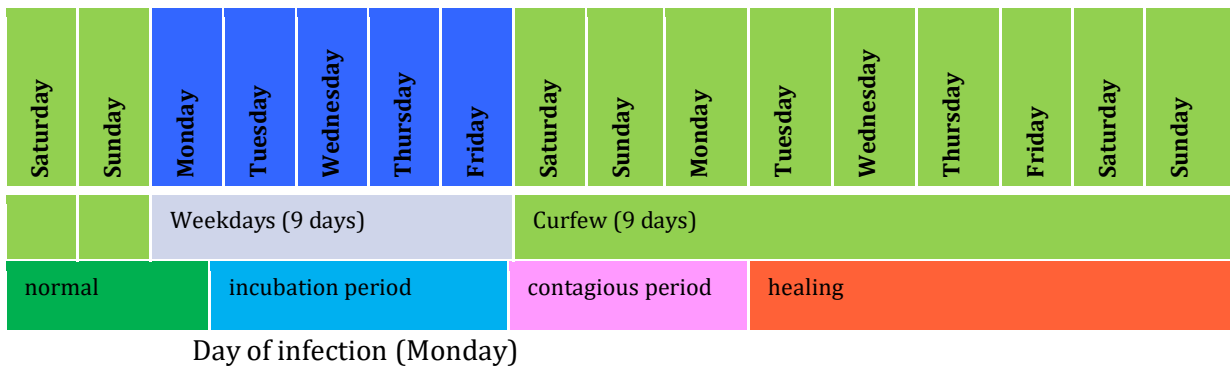 Saturday Sunday Monday Tuesday Wednesday Thursday Friday Saturday Sunday Monday Tuesday Wednesday Thursday Friday Saturday Sunday
Weekdays (9 days) Curfew (9 days)
normal incubation period contagious period healing
Day of infection (Monday)